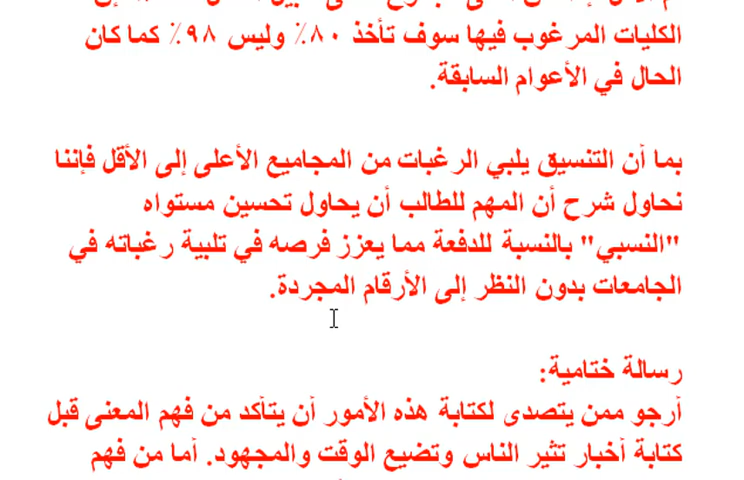 الكليات المرغوب فيها سوف تأخذ ٨٠٪ وليس ٩٨٪ كما كان
الحال في الأعوام السابقة.
بما أن التنسيق يلبي الرغبات من المجاميع الأعلى إلى الأقل فإننا
نحاول شرح أن المهم للطالب أن يحاول تحسين مستواه
"النسبي" بالنسبة للدفعة مما يعزز فرصه في تلبية رغباته في
الجامعات بدون النظر إلى الأرقام المجردة.
رسالة ختامية:
أرجو ممن يتصدى لكتابة هذه الأمور أن يتأكد من فهم المعنى قبل
كتابة أخبار تثير الناس وتضيع الوقت والمجهود. أما من فهم